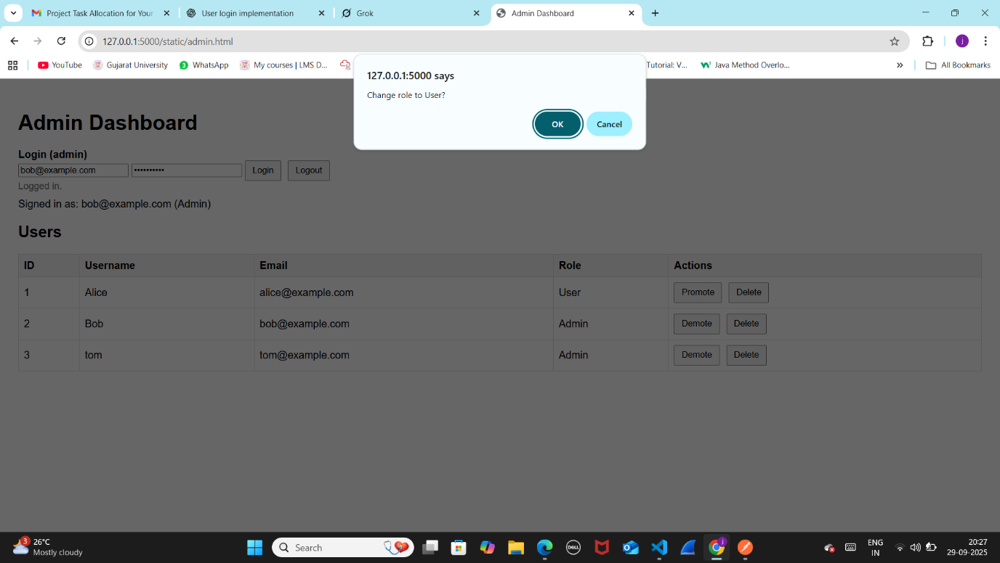 Project Task Allocation for Your
User login implementation
Grok
Admin Dashboard
127.0.0.1:5000/static/admin.html
j
YouTube
Gujarat University
3
WhatsApp
My courses | LMS D...
Tutorial: V...
Java Method Overlo...
All Bookmarks
127.0.0.1:5000 says
Change role to User?
OK
Cancel
Admin Dashboard
Login (admin)
bob@example.com
••••••••••
Login
Logout
Logged in.
Signed in as: bob@example.com (Admin)
Users
ID Username Email Role Actions
1 Alice alice@example.com User Promote Delete
2 Bob bob@example.com Admin Demote Delete
3 tom tom@example.com Admin Demote Delete
3
26°C
Mostly cloudy
Search
DELL
j
ENG
IN
20:27
29-09-2025